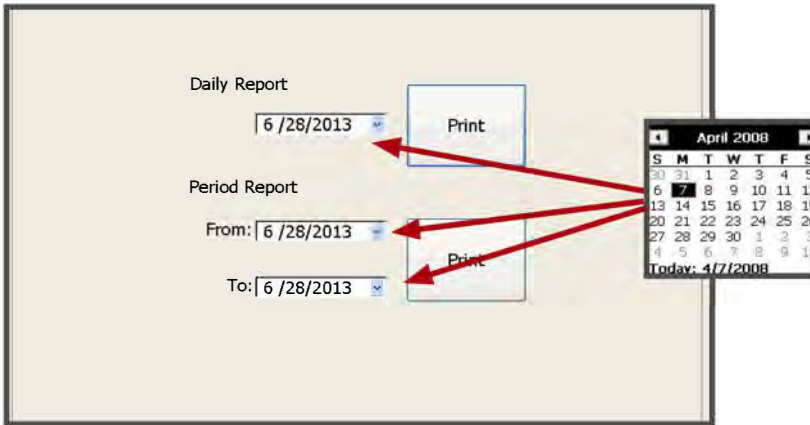 Daily Report
6 /28/2013
Print
Period Report
From: 6 /28/2013
To: 6 /28/2013
Print
April 2008
S M T W T F S
30 31 1 2 3 4 5
6 7 8 9 10 11 12
13 14 15 16 17 18 19
20 21 22 23 24 25 26
27 28 29 30 1 2 3
4 5 6 7 8 9 10
Today: 4/7/2008